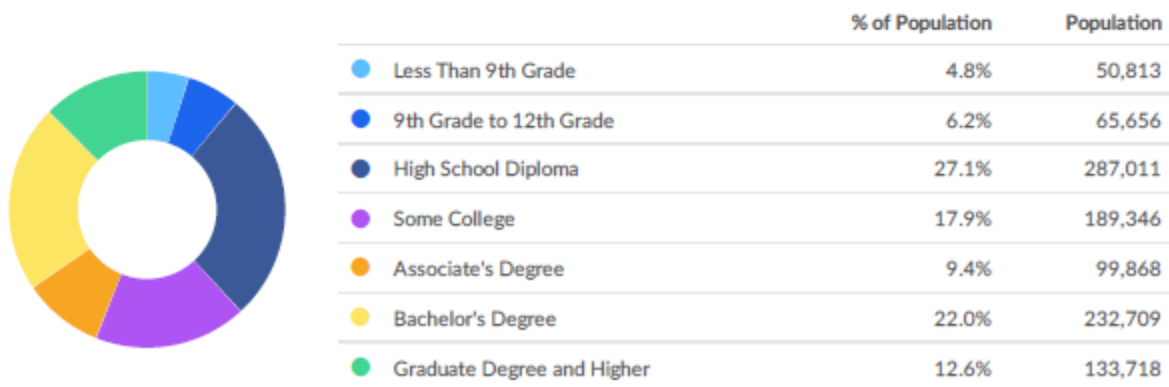 % of Population Population
Less Than 9th Grade 4.8% 50,813
9th Grade to 12th Grade 6.2% 65,656
High School Diploma 27.1% 287,011
Some College 17.9% 189,346
Associate's Degree 9.4% 99,868
Bachelor's Degree 22.0% 232,709
Graduate Degree and Higher 12.6% 133,718